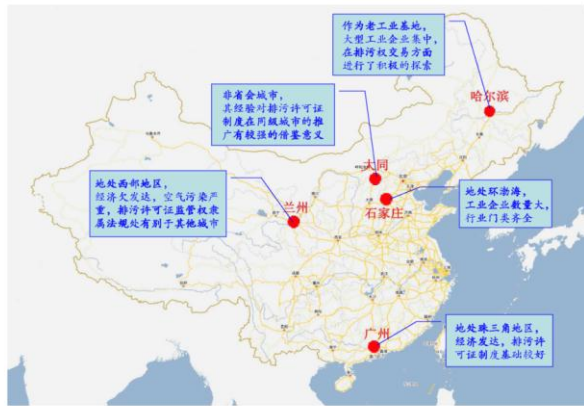 作为老工业基地，
大型工业企业集中，
在排污权交易方面
进行了积极的探索
哈尔滨
非省会城市，
其经验对排污许可证
制度在同级城市的推
广有较强的借鉴意义
大同
地处西部地区，
经济欠发达，空气污染严
重，排污许可证监管权隶
属法规处有别于其他城市
兰州
石家庄
地处环渤海，
工业企业数量大，
行业门类齐全
广州
地处珠三角地区，
经济发达，排污许
可证制度基础较好